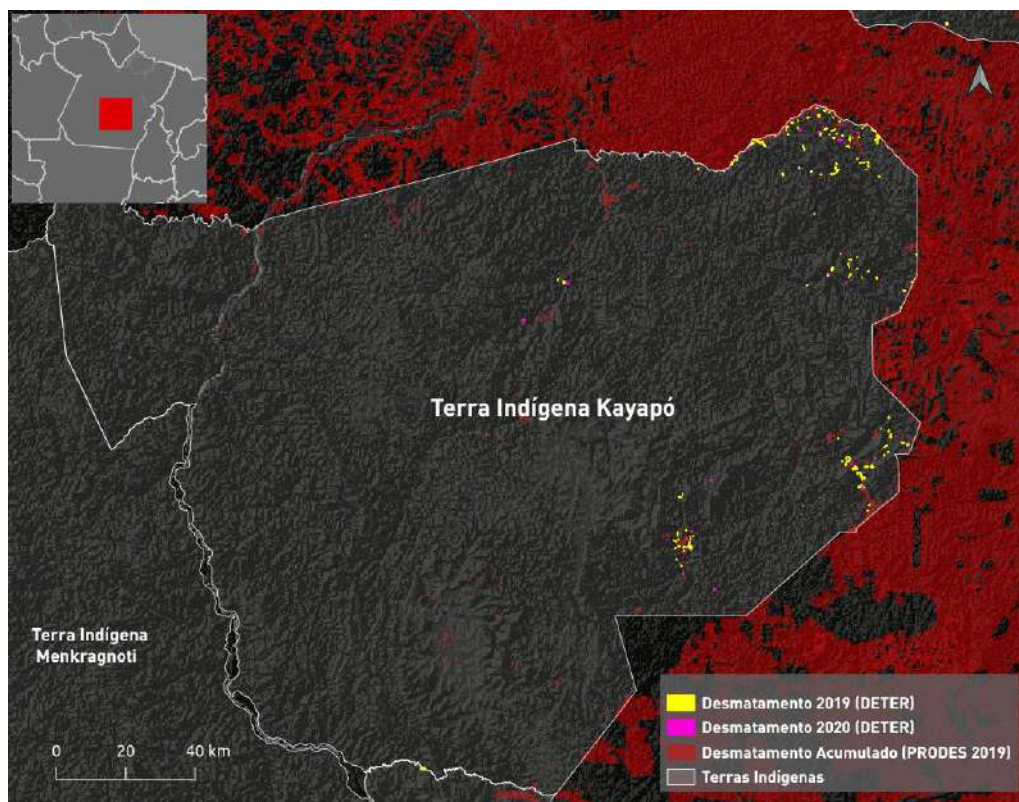 Terra Indígena Kayapó
Terra Indígena
Menkragnoti
0 20 40 km
Desmatamento 2019 (DETER)
Desmatamento 2020 (DETER)
Desmatamento Acumulado (PRODES 2019)
Terras Indígenas